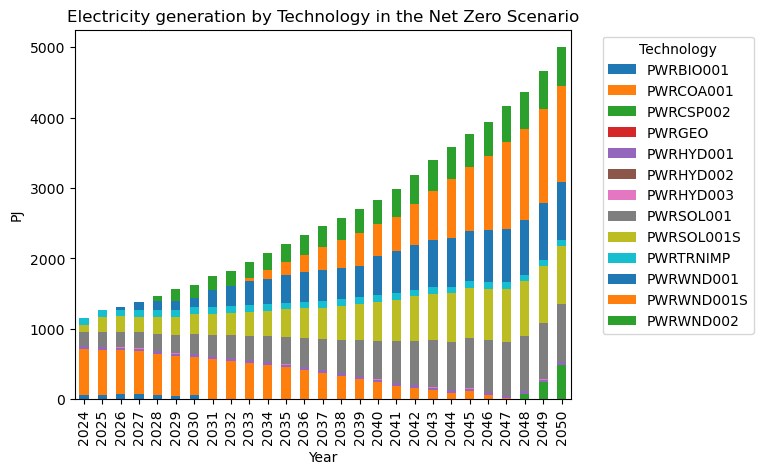 Electricity generation by Technology in the Net Zero Scenario
PJ
5000
4000
3000
2000
1000
0
2024
2025
2026
2027
2028
2029
2030
2031
2032
2033
2034
2035
2036
2037
2038
2039
2040
2041
2042
2043
2044
2045
2046
2047
2048
2049
2050
Year
Technology
PWRBIO001
PWRCOA001
PWRCSP002
PWRGEO
PWRHYD001
PWRHYD002
PWRHYD003
PWRSOL001
PWRSOL001S
PWRTRNIMP
PWRWND001
PWRWND001S
PWRWND002